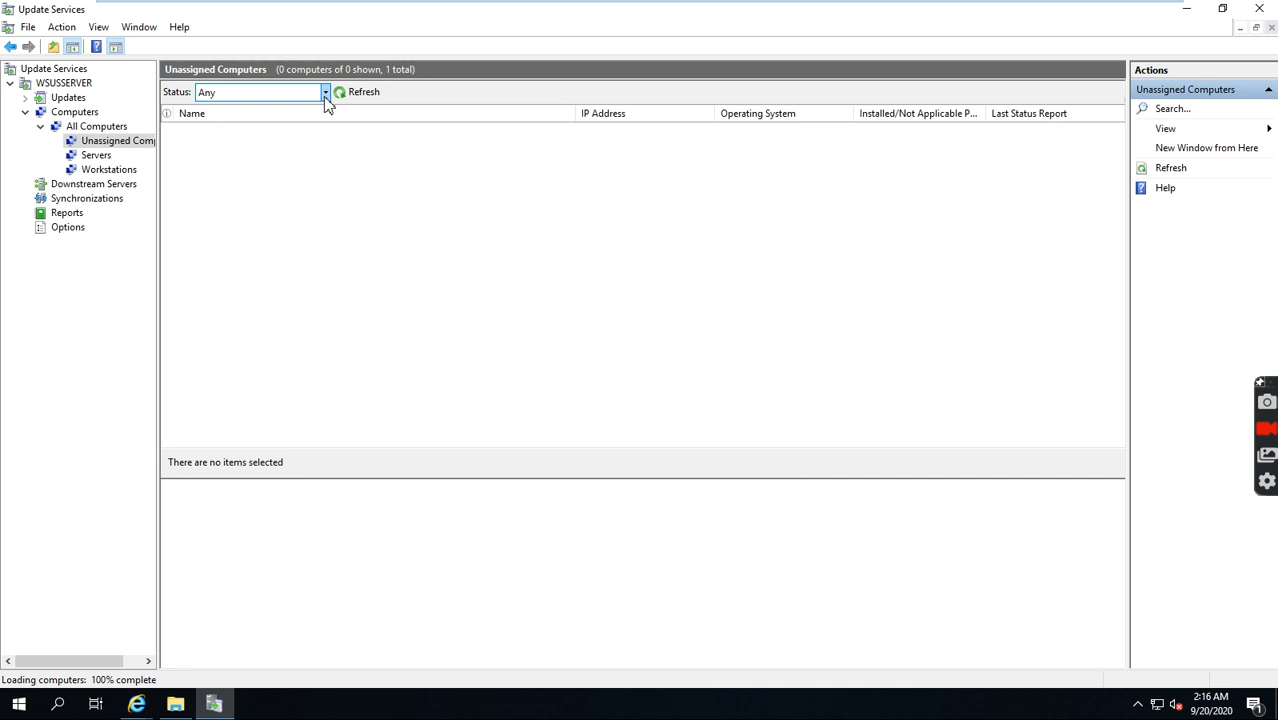 Update Services
File Action View Window Help
Update Services
WSUSSERVER
Updates
Computers
All Computers
Unassigned Comp
Servers
Workstations
Downstream Servers
Synchronizations
Reports
Options
Unassigned Computers (0 computers of 0 shown, 1 total)
Status: Any Refresh
Name IP Address Operating System Installed/Not Applicable P... Last Status Report
There are no items selected
Actions
Unassigned Computers
Search...
View
New Window from Here
Refresh
Help
Loading computers: 100% complete
2:16 AM
9/20/2020
1